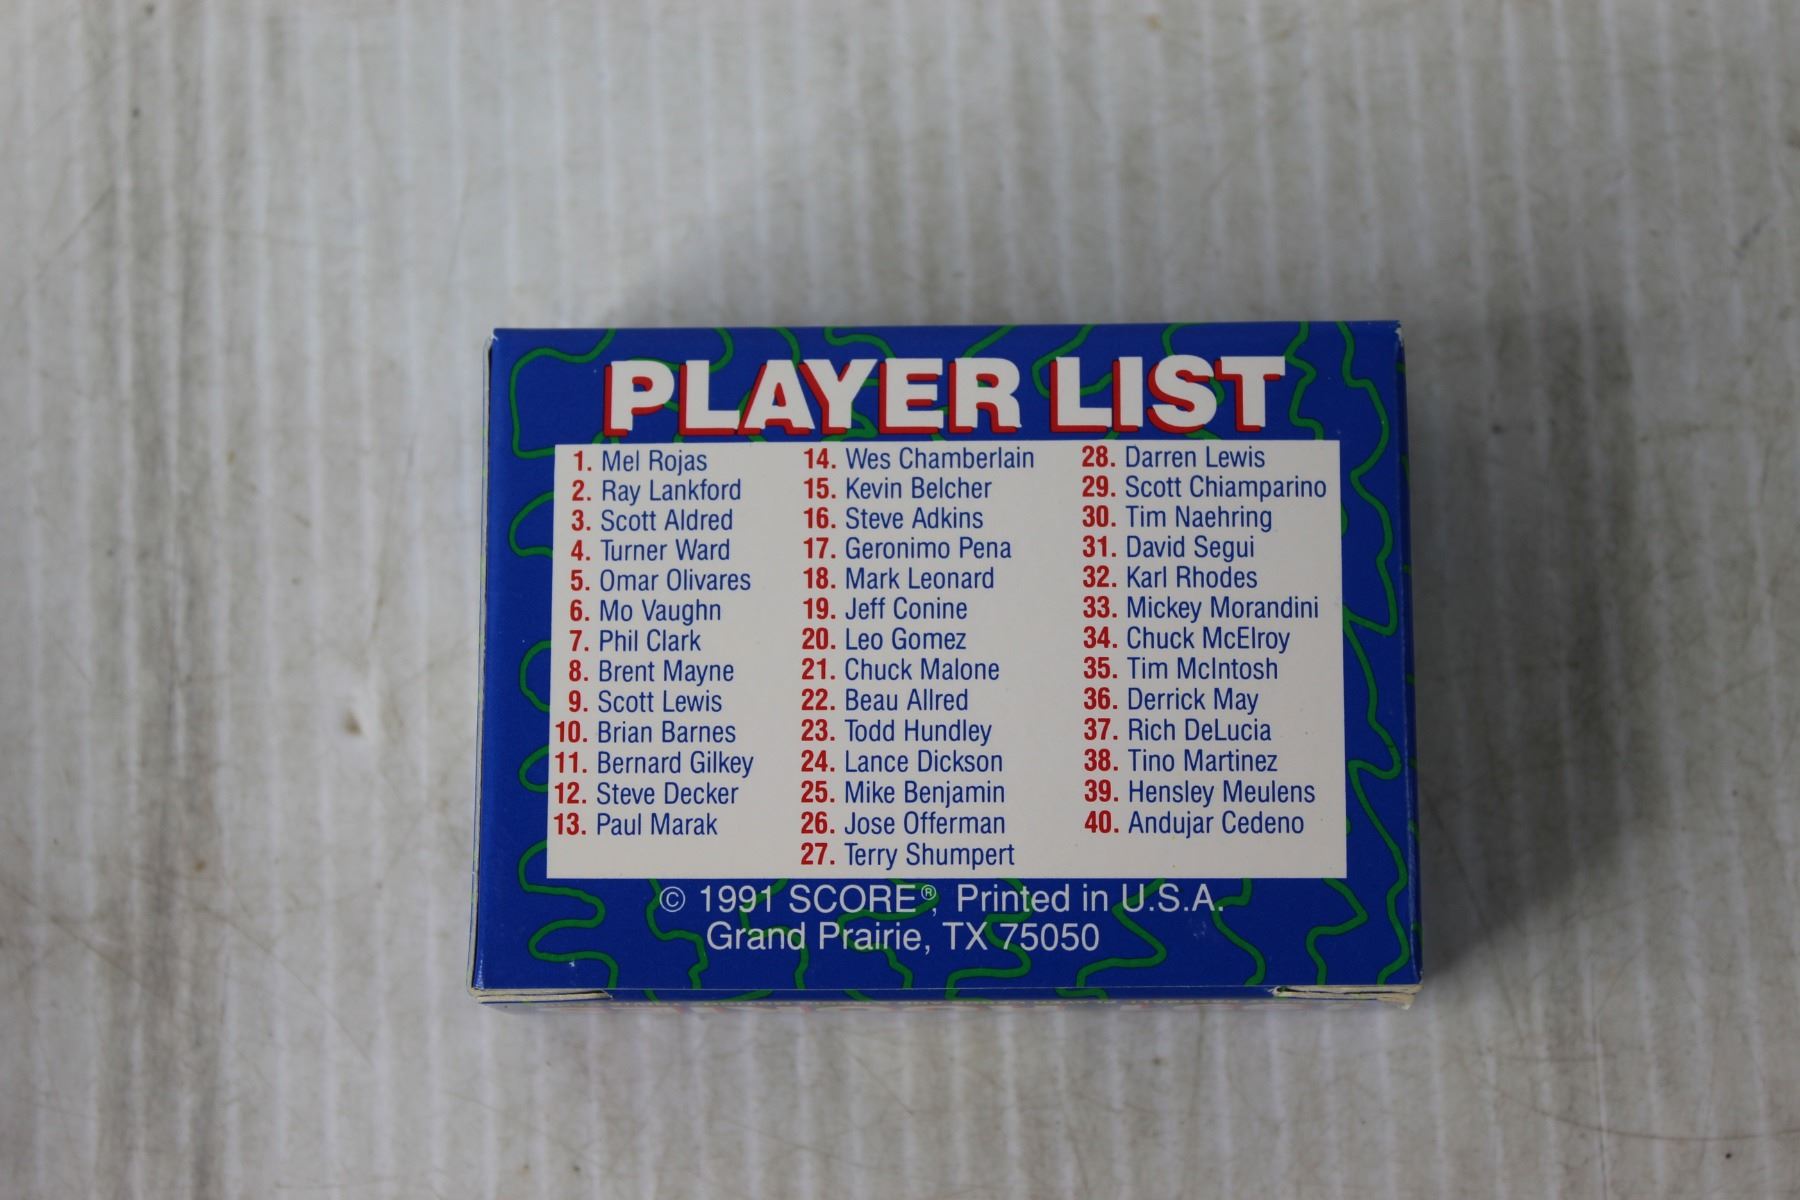 PLAYER LIST
1. Mel Rojas
2. Ray Lankford
3. Scott Aldred
4. Turner Ward
5. Omar Olivares
6. Mo Vaughn
7. Phil Clark
8. Brent Mayne
9. Scott Lewis
10. Brian Barnes
11. Bernard Gilkey
12. Steve Decker
13. Paul Marak
14. Wes Chamberlain
15. Kevin Belcher
16. Steve Adkins
17. Geronimo Pena
18. Mark Leonard
19. Jeff Conine
20. Leo Gomez
21. Chuck Malone
22. Beau Allred
23. Todd Hundley
24. Lance Dickson
25. Mike Benjamin
26. Jose Offerman
27. Terry Shumpert
28. Darren Lewis
29. Scott Chiamparino
30. Tim Naehring
31. David Segui
32. Karl Rhodes
33. Mickey Morandini
34. Chuck McElroy
35. Tim McIntosh
36. Derrick May
37. Rich DeLucia
38. Tino Martinez
39. Hensley Meulens
40. Andujar Cedeno
© 1991 SCORE®, Printed in U.S.A.
Grand Prairie, TX 75050